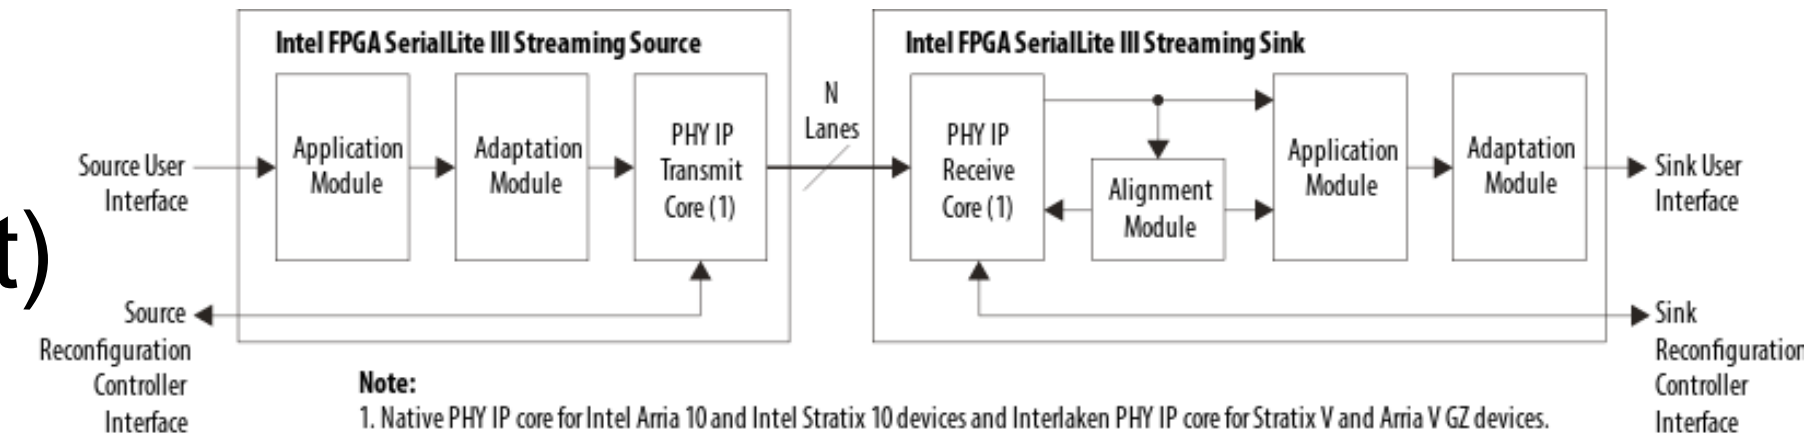 Intel FPGA SerialLite III Streaming Source
Intel FPGA SerialLite III Streaming Sink
Source User
Interface
Application
Module
Adaptation
Module
PHY IP
Transmit
Core (1)
N
Lanes
PHY IP
Receive
Core (1)
Alignment
Module
Application
Module
Adaptation
Module
Sink User
Interface
t)
Source
Reconfiguration
Controller
Interface
Sink
Reconfiguration
Controller
Interface
Note:
1. Native PHY IP core for Intel Arria 10 and Intel Stratix 10 devices and Interlaken PHY IP core for Stratix V and Arria V GZ devices.